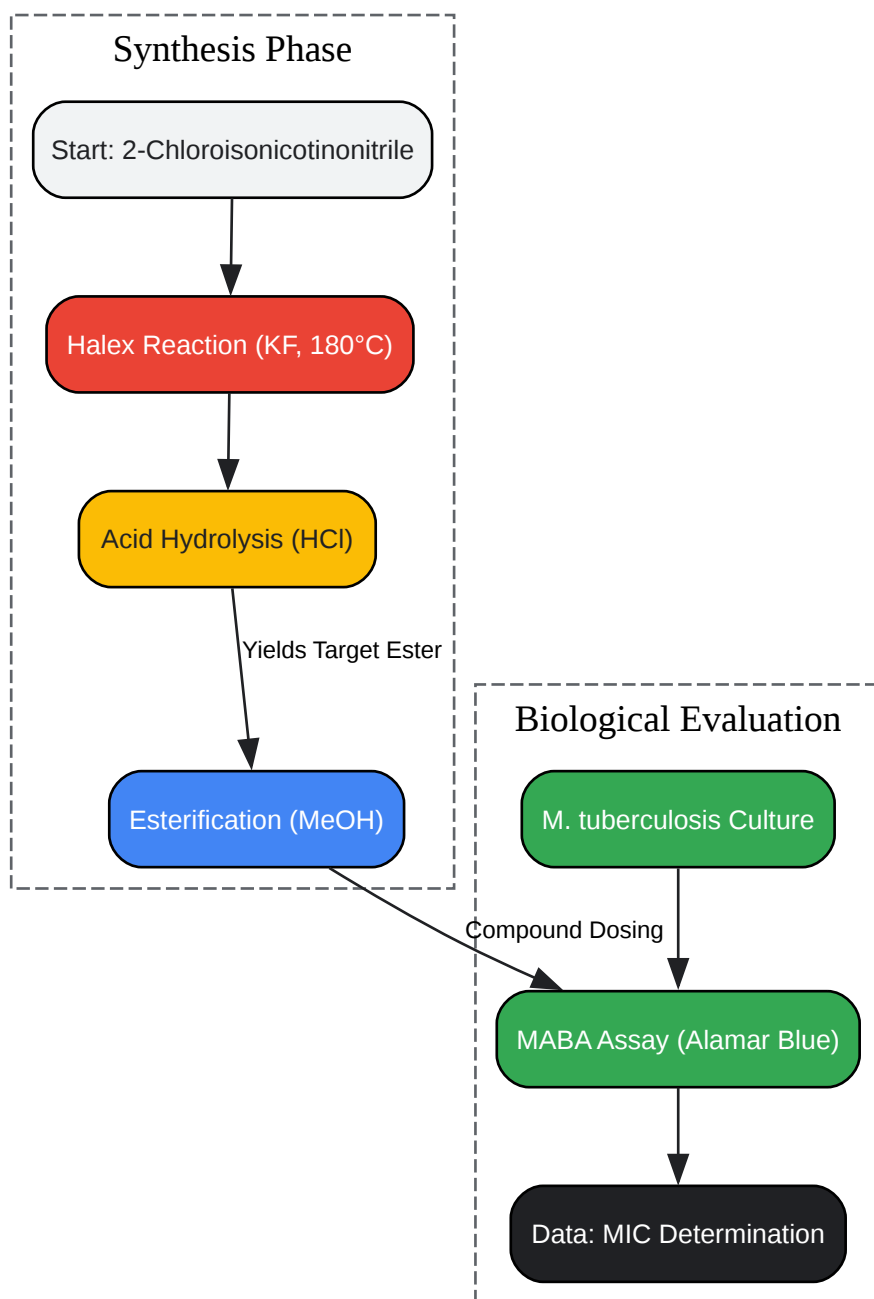 Synthesis Phase
Start: 2-Chloroisonicotinonitrile
Halex Reaction (KF, 180°C)
Acid Hydrolysis (HCl)
Yields Target Ester
Esterification (MeOH)
Biological Evaluation
M. tuberculosis Culture
Compound Dosing
MABA Assay (Alamar Blue)
Data: MIC Determination